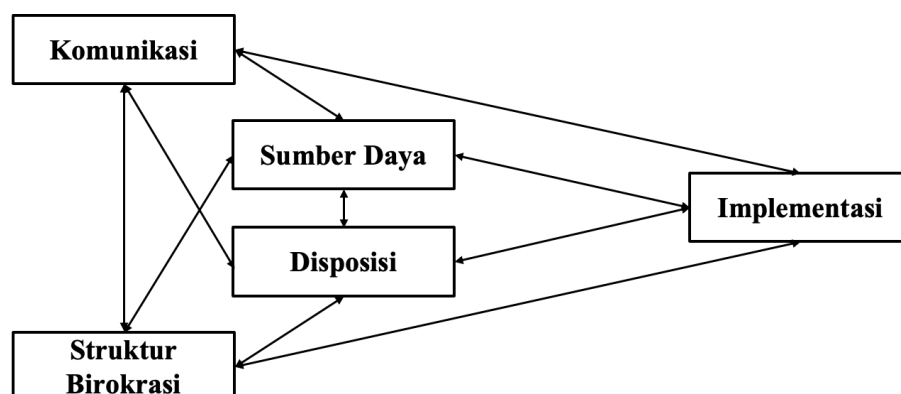 Komunikasi
Sumber Daya
Implementasi
Disposisi
Struktur
Birokrasi